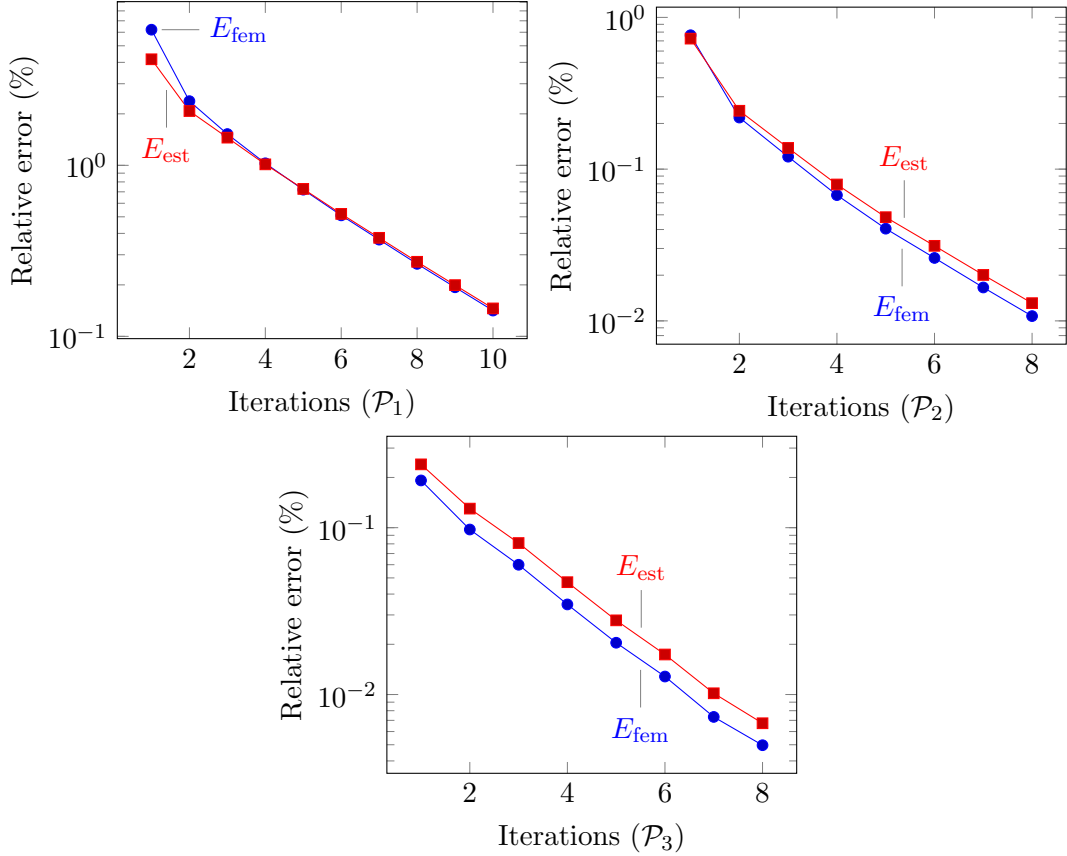 E_fem
E_est
Relative error (%)
10^0
10^-1
2 4 6 8 10
Iterations (𝒫_1)
10^0
10^-1
10^-2
E_est
E_fem
Relative error (%)
2 4 6 8
Iterations (𝒫_2)
10^-1
10^-2
E_est
E_fem
Relative error (%)
2 4 6 8
Iterations (𝒫_3)